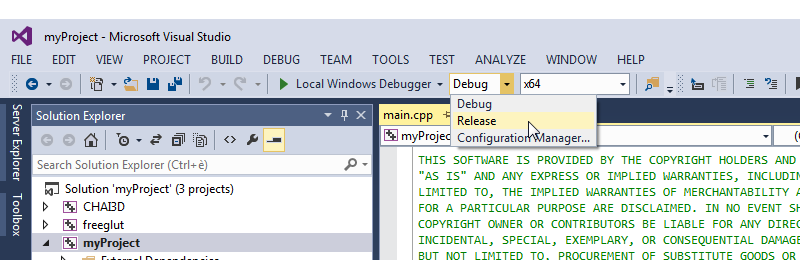 myProject - Microsoft Visual Studio
FILE EDIT VIEW PROJECT BUILD DEBUG TEAM TOOLS TEST ANALYZE WINDOW HELP
Local Windows Debugger Debug x64
Debug
Release
Configuration Manager...
Server Explorer
Toolbox
Solution Explorer
Search Solution Explorer (Ctrl+è)
Solution 'myProject' (3 projects)
CHAI3D
freeglut
myProject
External Dependencies
main.cpp
myProjec
THIS SOFTWARE IS PROVIDED BY THE COPYRIGHT HOLDERS AND
"AS IS" AND ANY EXPRESS OR IMPLIED WARRANTIES, INCLUDIN
LIMITED TO, THE IMPLIED WARRANTIES OF MERCHANTABILITY A
FOR A PARTICULAR PURPOSE ARE DISCLAIMED. IN NO EVENT SH
COPYRIGHT OWNER OR CONTRIBUTORS BE LIABLE FOR ANY DIREC
INCIDENTAL, SPECIAL, EXEMPLARY, OR CONSEQUENTIAL DAMAGE
BUT NOT LIMITED TO, PROCUREMENT OF SUBSTITUTE GOODS OR